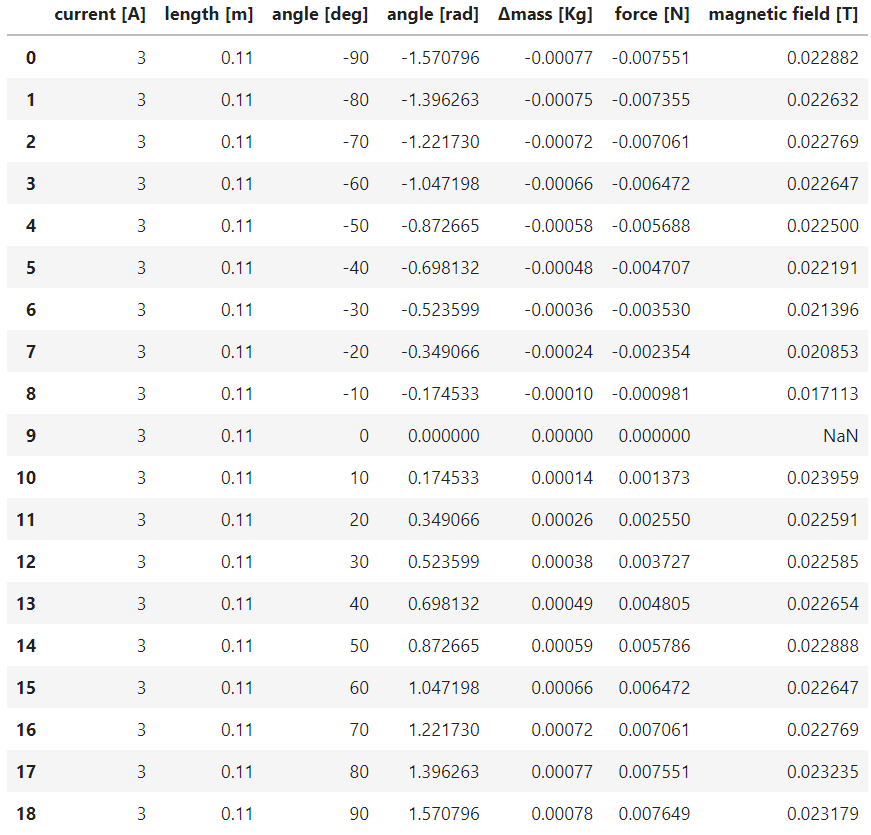 current [A] length [m] angle [deg] angle [rad] Δmass [Kg] force [N] magnetic field [T]
0 3 0.11 -90 -1.570796 -0.00077 -0.007551 0.022882
1 3 0.11 -80 -1.396263 -0.00075 -0.007355 0.022632
2 3 0.11 -70 -1.221730 -0.00072 -0.007061 0.022769
3 3 0.11 -60 -1.047198 -0.00066 -0.006472 0.022647
4 3 0.11 -50 -0.872665 -0.00058 -0.005688 0.022500
5 3 0.11 -40 -0.698132 -0.00048 -0.004707 0.022191
6 3 0.11 -30 -0.523599 -0.00036 -0.003530 0.021396
7 3 0.11 -20 -0.349066 -0.00024 -0.002354 0.020853
8 3 0.11 -10 -0.174533 -0.00010 -0.000981 0.017113
9 3 0.11 0 0.000000 0.00000 0.000000 NaN
10 3 0.11 10 0.174533 0.00014 0.001373 0.023959
11 3 0.11 20 0.349066 0.00026 0.002550 0.022591
12 3 0.11 30 0.523599 0.00038 0.003727 0.022585
13 3 0.11 40 0.698132 0.00049 0.004805 0.022654
14 3 0.11 50 0.872665 0.00059 0.005786 0.022888
15 3 0.11 60 1.047198 0.00066 0.006472 0.022647
16 3 0.11 70 1.221730 0.00072 0.007061 0.022769
17 3 0.11 80 1.396263 0.00077 0.007551 0.023235
18 3 0.11 90 1.570796 0.00078 0.007649 0.023179